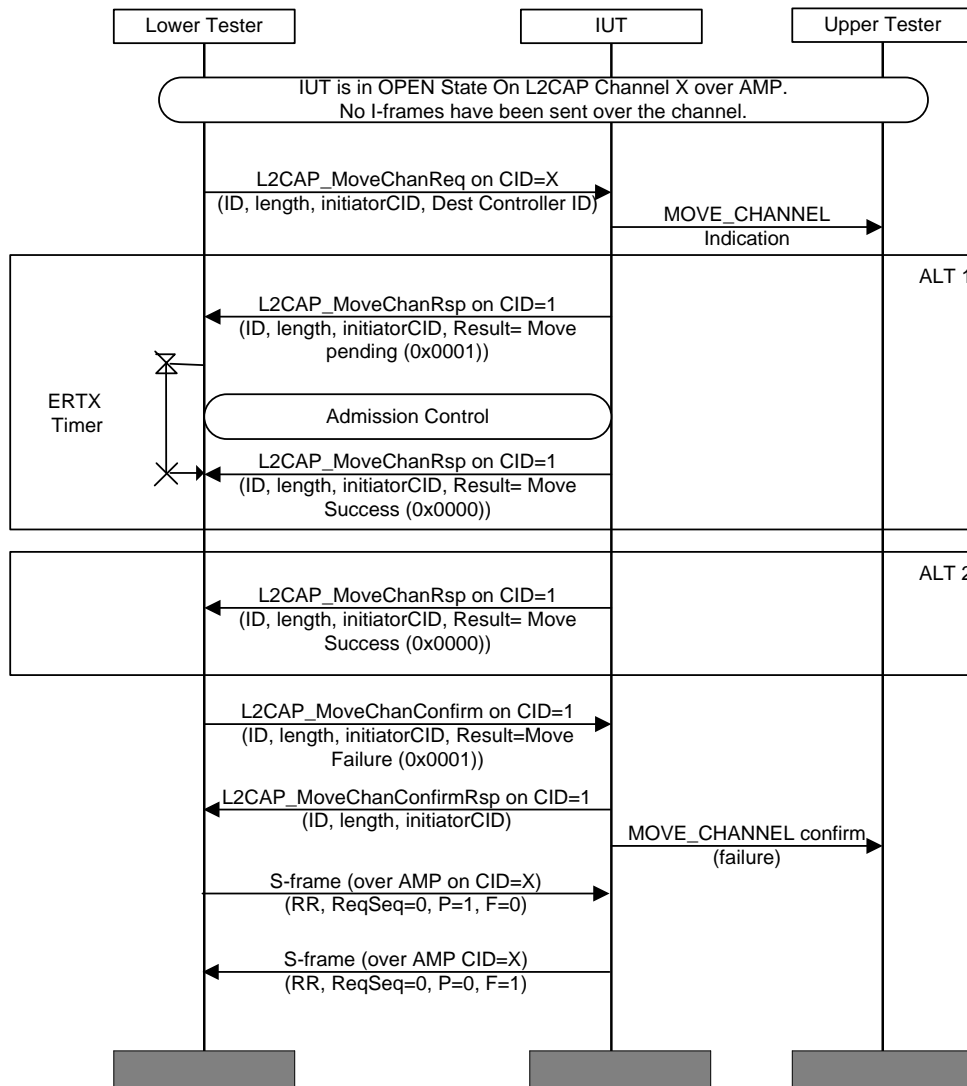 Lower Tester
IUT
Upper Tester
IUT is in OPEN State On L2CAP Channel X over AMP.
No I-frames have been sent over the channel.
L2CAP_MoveChanReq on CID=X
(ID, length, initiatorCID, Dest Controller ID)
MOVE_CHANNEL
Indication
ALT 1
L2CAP_MoveChanRsp on CID=1
(ID, length, initiatorCID, Result= Move
pending (0x0001))
ERTX
Timer
Admission Control
L2CAP_MoveChanRsp on CID=1
(ID, length, initiatorCID, Result= Move
Success (0x0000))
ALT 2
L2CAP_MoveChanRsp on CID=1
(ID, length, initiatorCID, Result= Move
Success (0x0000))
L2CAP_MoveChanConfirm on CID=1
(ID, length, initiatorCID, Result=Move
Failure (0x0001))
L2CAP_MoveChanConfirmRsp on CID=1
(ID, length, initiatorCID)
MOVE_CHANNEL confirm
(failure)
S-frame (over AMP on CID=X)
(RR, ReqSeq=0, P=1, F=0)
S-frame (over AMP CID=X)
(RR, ReqSeq=0, P=0, F=1)